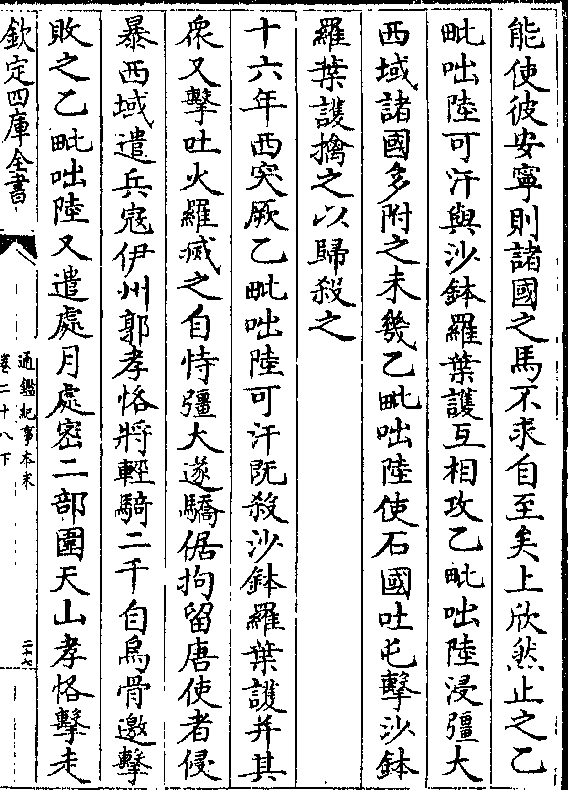 能使彼安寧則諸國之馬不求自至矣上欣然止之乙
毗咄陸可汗與沙鉢羅葉護互相攻乙毗咄陸浸彊大
西域諸國多附之未幾乙毗咄陸使石國吐屯擊沙鉢
羅葉護擒之以歸殺之
十六年西突厥乙毗咄陸可汗既殺沙鉢羅葉護并其
衆又擊吐火羅滅之自恃彊大遂驕倨拘留唐使者侵
暴西域遣兵寇伊州郭孝恪將輕騎二千自烏骨邀擊
敗之乙毗咄陸又遣處月處密二部圍天山孝恪擊走
欽定四庫全書
通鑑紀事本末
卷二十八下
二十七